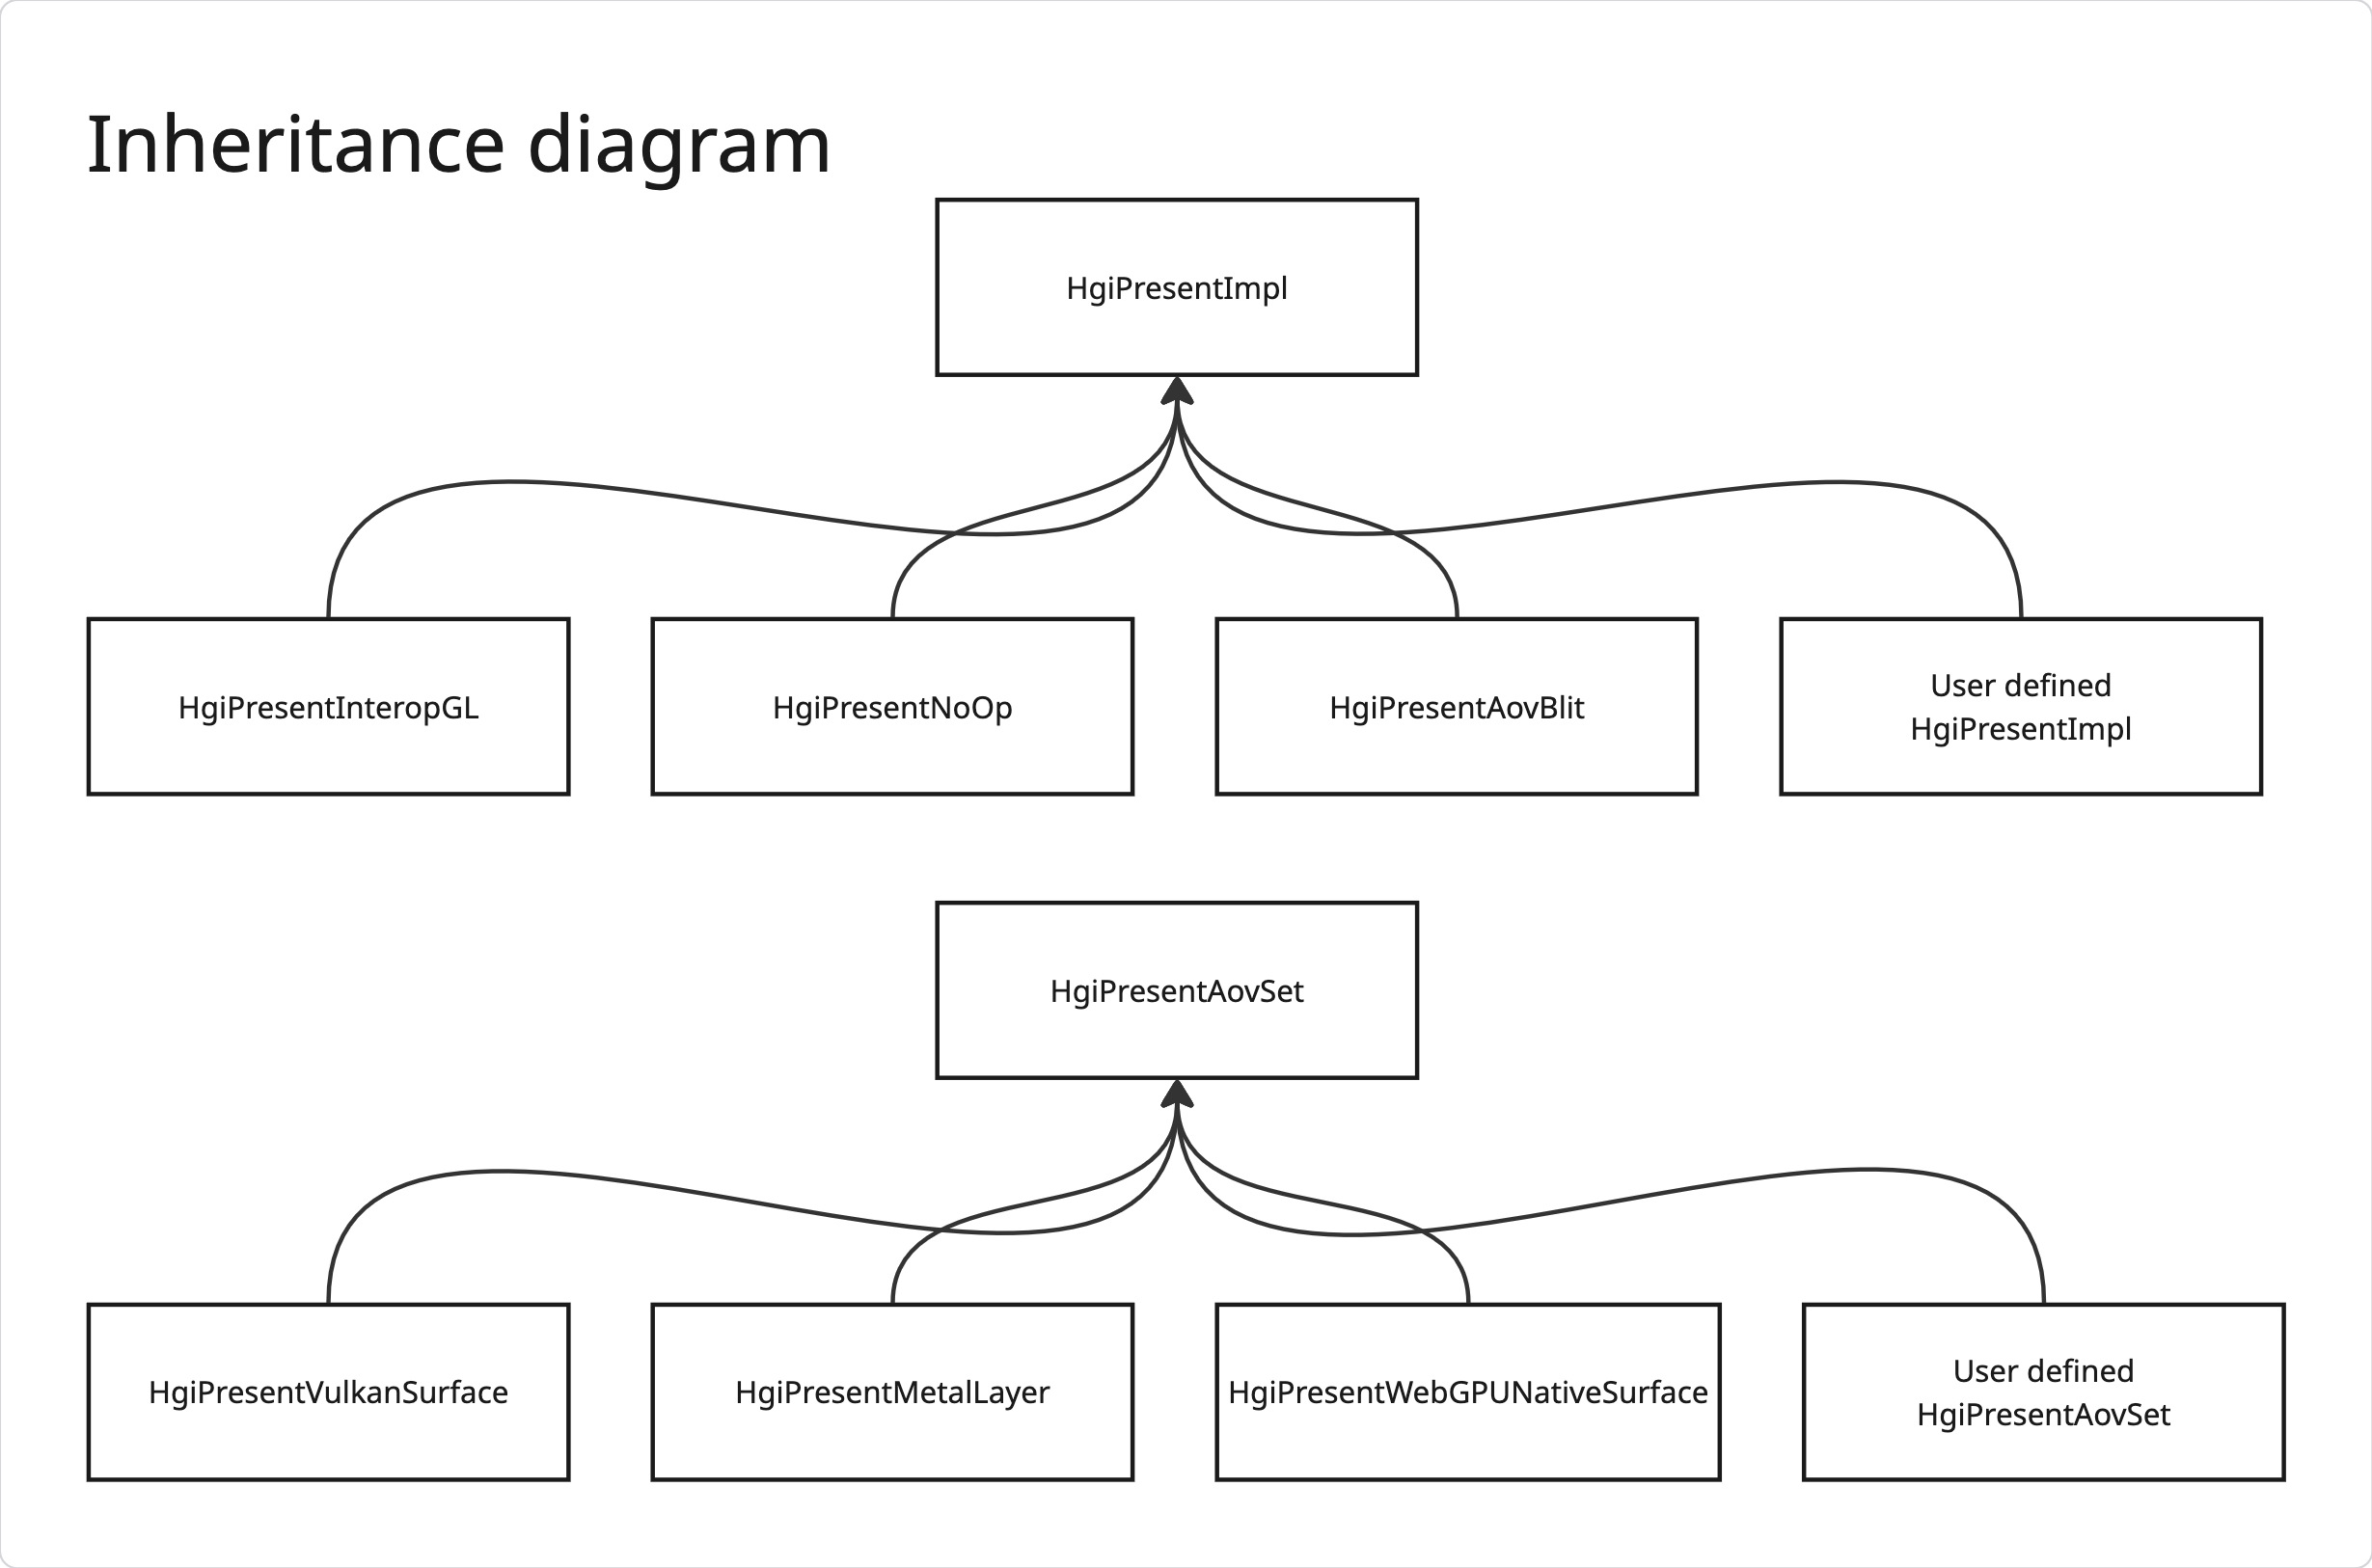 Inheritance diagram
HgiPresentImpl
HgiPresentInteropGL
HgiPresentNoOp
HgiPresentAovBlit
User defined
HgiPresentImpl
HgiPresentAovSet
HgiPresentVulkanSurface
HgiPresentMetalLayer
HgiPresentWebGPUNativeSurface
User defined
HgiPresentAovSet